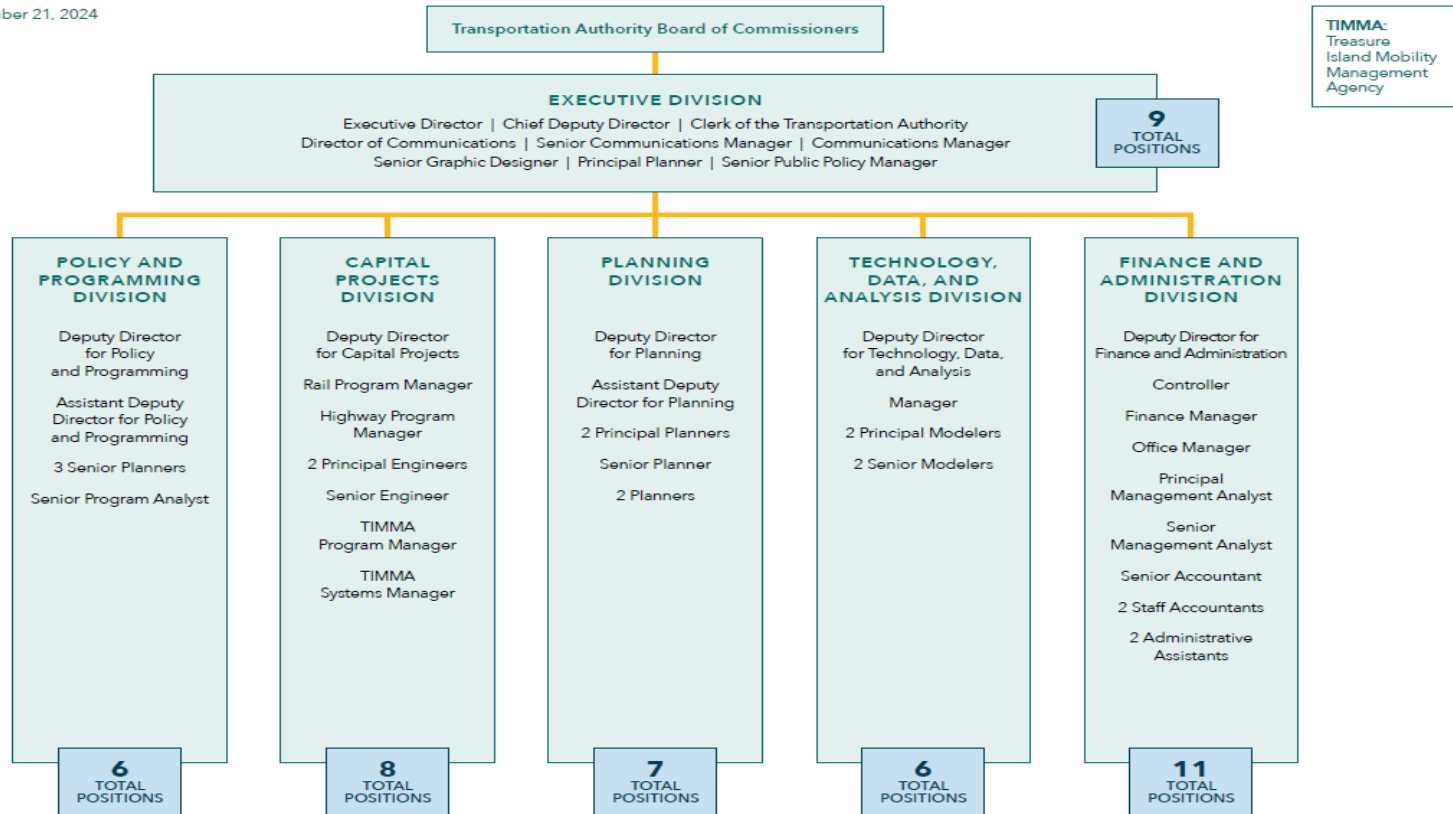 21, 2024
Transportation Authority Board of Commissioners
TIMMA:
Treasure
Island Mobility
Management
Agency
EXECUTIVE DIVISION
Executive Director | Chief Deputy Director | Clerk of the Transportation Authority
Director of Communications | Senior Communications Manager | Communications Manager
Senior Graphic Designer | Principal Planner | Senior Public Policy Manager
9
TOTAL
POSITIONS
POLICY AND
PROGRAMMING
DIVISION
Deputy Director
for Policy
and Programming
Assistant Deputy
Director for Policy
and Programming
3 Senior Planners
Senior Program Analyst
6
TOTAL
POSITIONS
CAPITAL
PROJECTS
DIVISION
Deputy Director
for Capital Projects
Rail Program Manager
Highway Program
Manager
2 Principal Engineers
Senior Engineer
TIMMA
Program Manager
TIMMA
Systems Manager
8
TOTAL
POSITIONS
PLANNING
DIVISION
Deputy Director
for Planning
Assistant Deputy
Director for Planning
2 Principal Planners
Senior Planner
2 Planners
7
TOTAL
POSITIONS
TECHNOLOGY,
DATA, AND
ANALYSIS DIVISION
Deputy Director
for Technology, Data,
and Analysis
Manager
2 Principal Modelers
2 Senior Modelers
6
TOTAL
POSITIONS
FINANCE AND
ADMINISTRATION
DIVISION
Deputy Director for
Finance and Administration
Controller
Finance Manager
Office Manager
Principal
Management Analyst
Senior
Management Analyst
Senior Accountant
2 Staff Accountants
2 Administrative
Assistants
11
TOTAL
POSITIONS